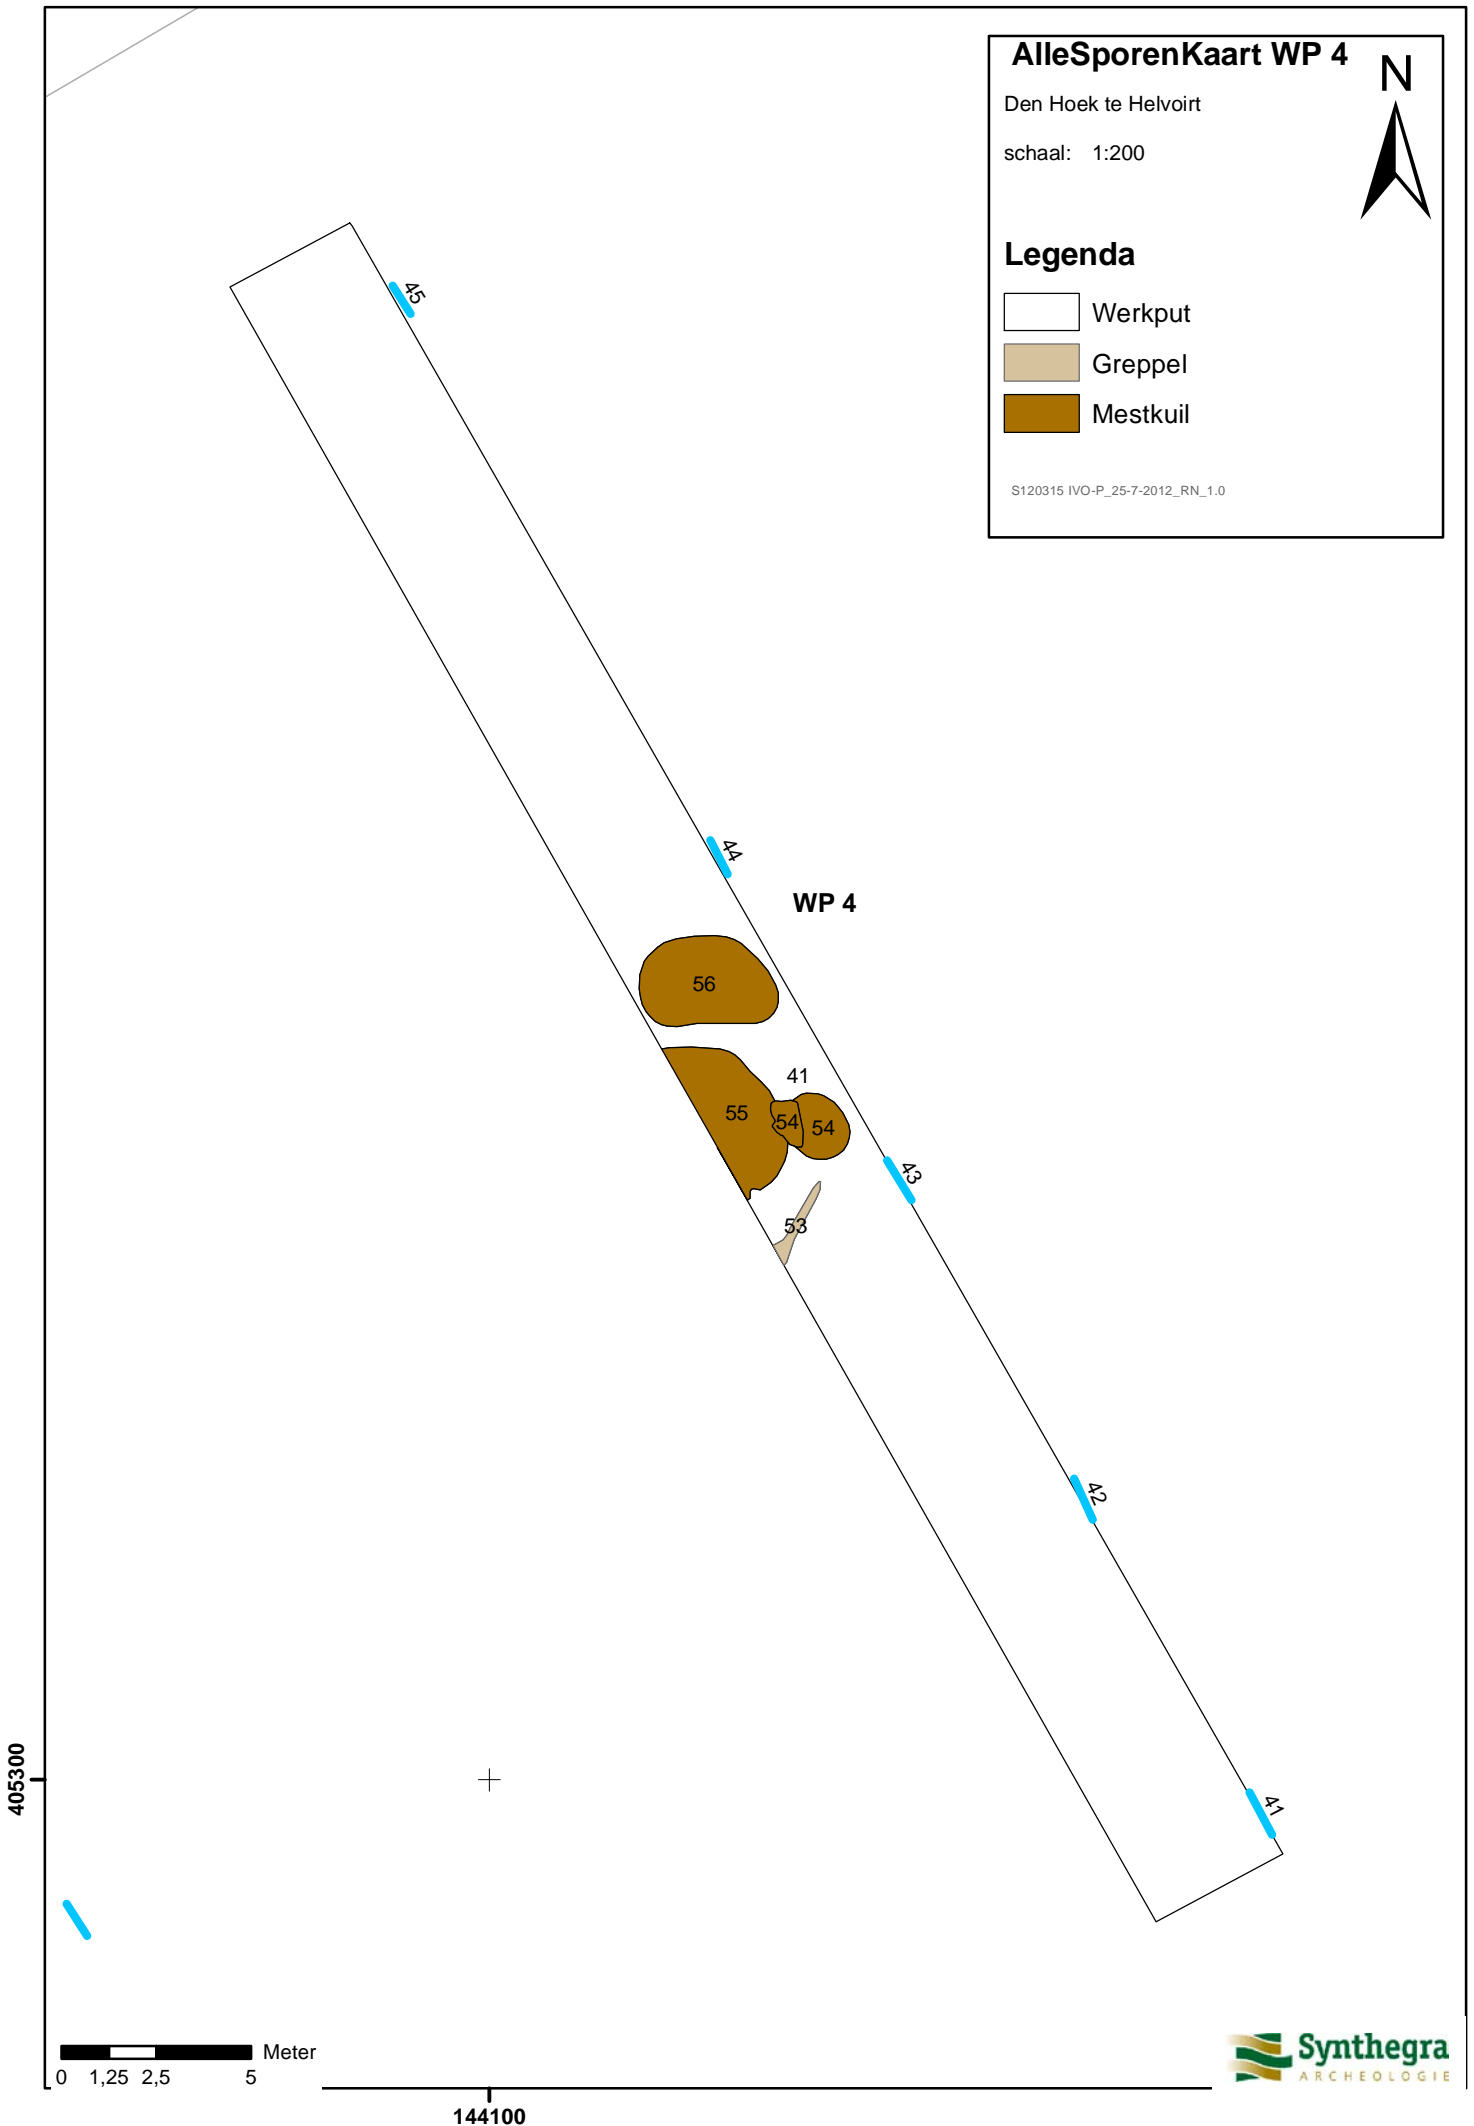 AlleSporenKaart WP 4
N
Den Hoek te Helvoirt
schaal: 1:200
Legenda
Werkput
Greppel
Mestkuil
S120315 IVO-P_25-7-2012_RN_1.0
45
44
WP 4
56
41
55
54
54
43
53
42
41
405300
Meter
0 1,25 2,5 5
144100
Synthegra
ARCHEOLOGIE